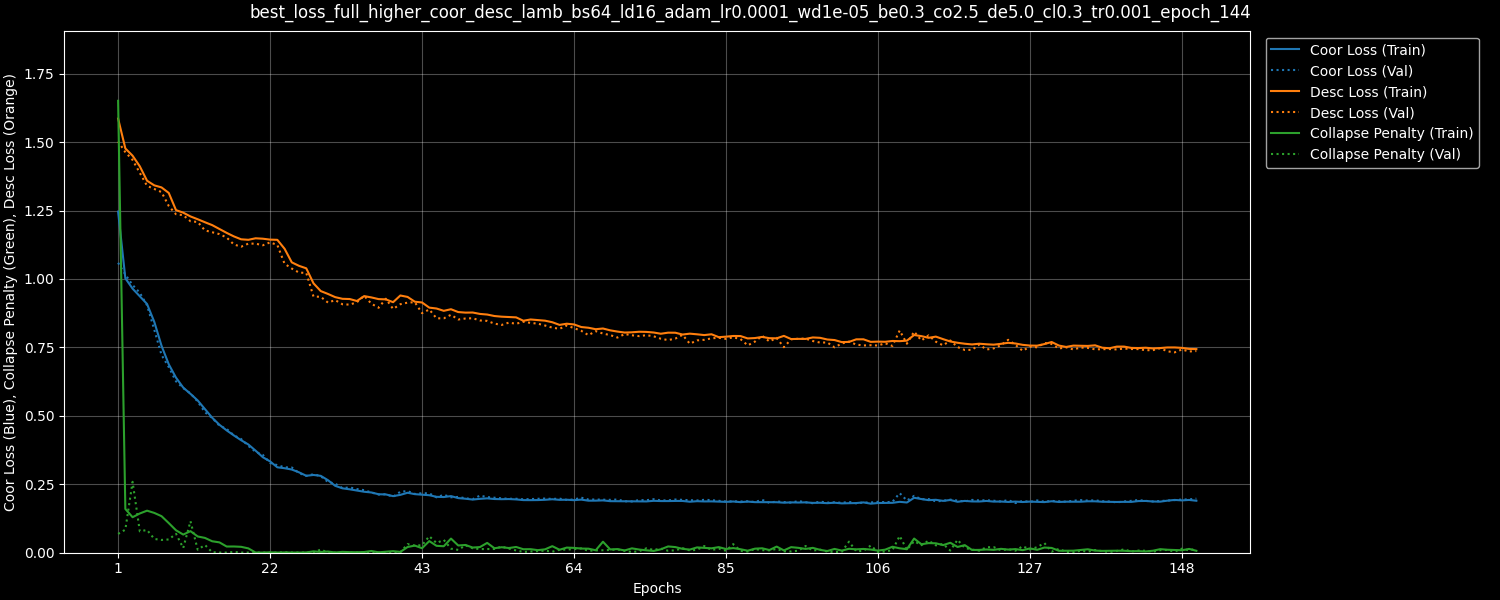 best_loss_full_higher_coor_desc_lamb_bs64_ld16_adam_lr0.0001_wd1e-05_be0.3_co2.5_de5.0_cl0.3_tr0.001_epoch_144
Coor Loss (Blue), Collapse Penalty (Green), Desc Loss (Orange)
1.75
1.50
1.25
1.00
0.75
0.50
0.25
0.00
1 22 43 64 85 106 127 148
Epochs
Coor Loss (Train)
Coor Loss (Val)
Desc Loss (Train)
Desc Loss (Val)
Collapse Penalty (Train)
Collapse Penalty (Val)